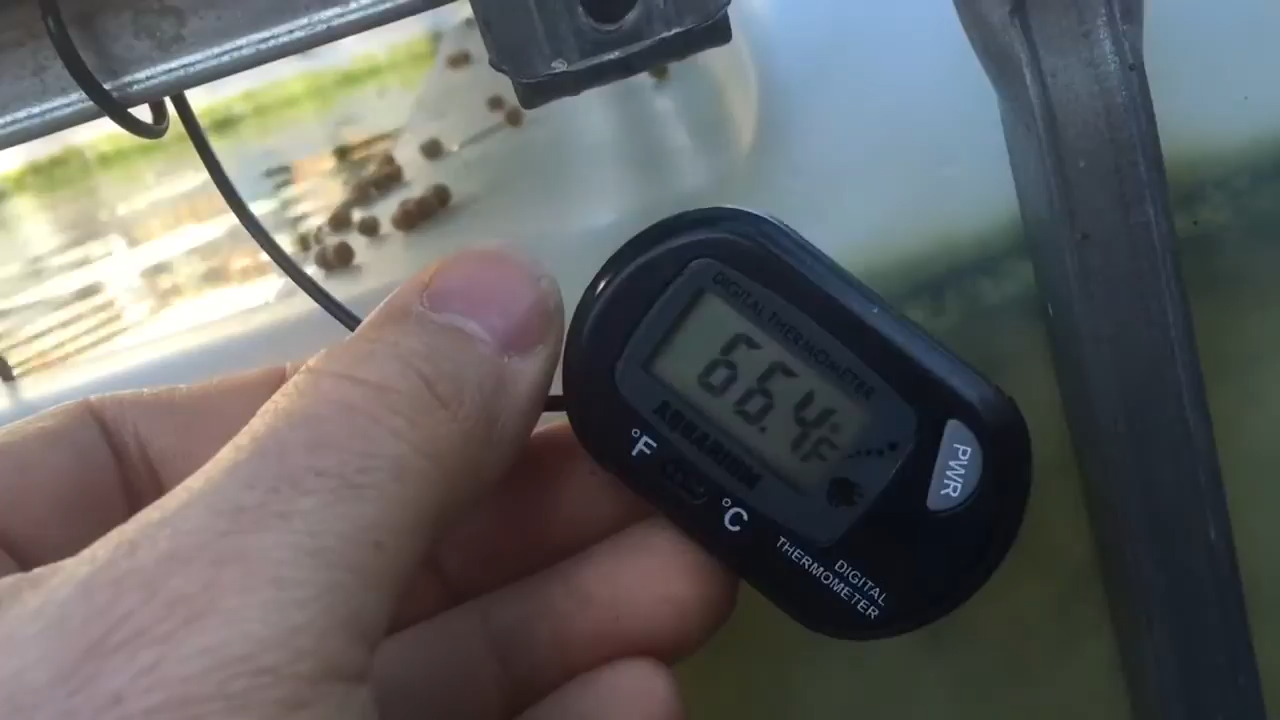 DIGITAL THERMOMETER
66.4°F
AQUARIUM
°F
°C
PWR
DIGITAL
THERMOMETER